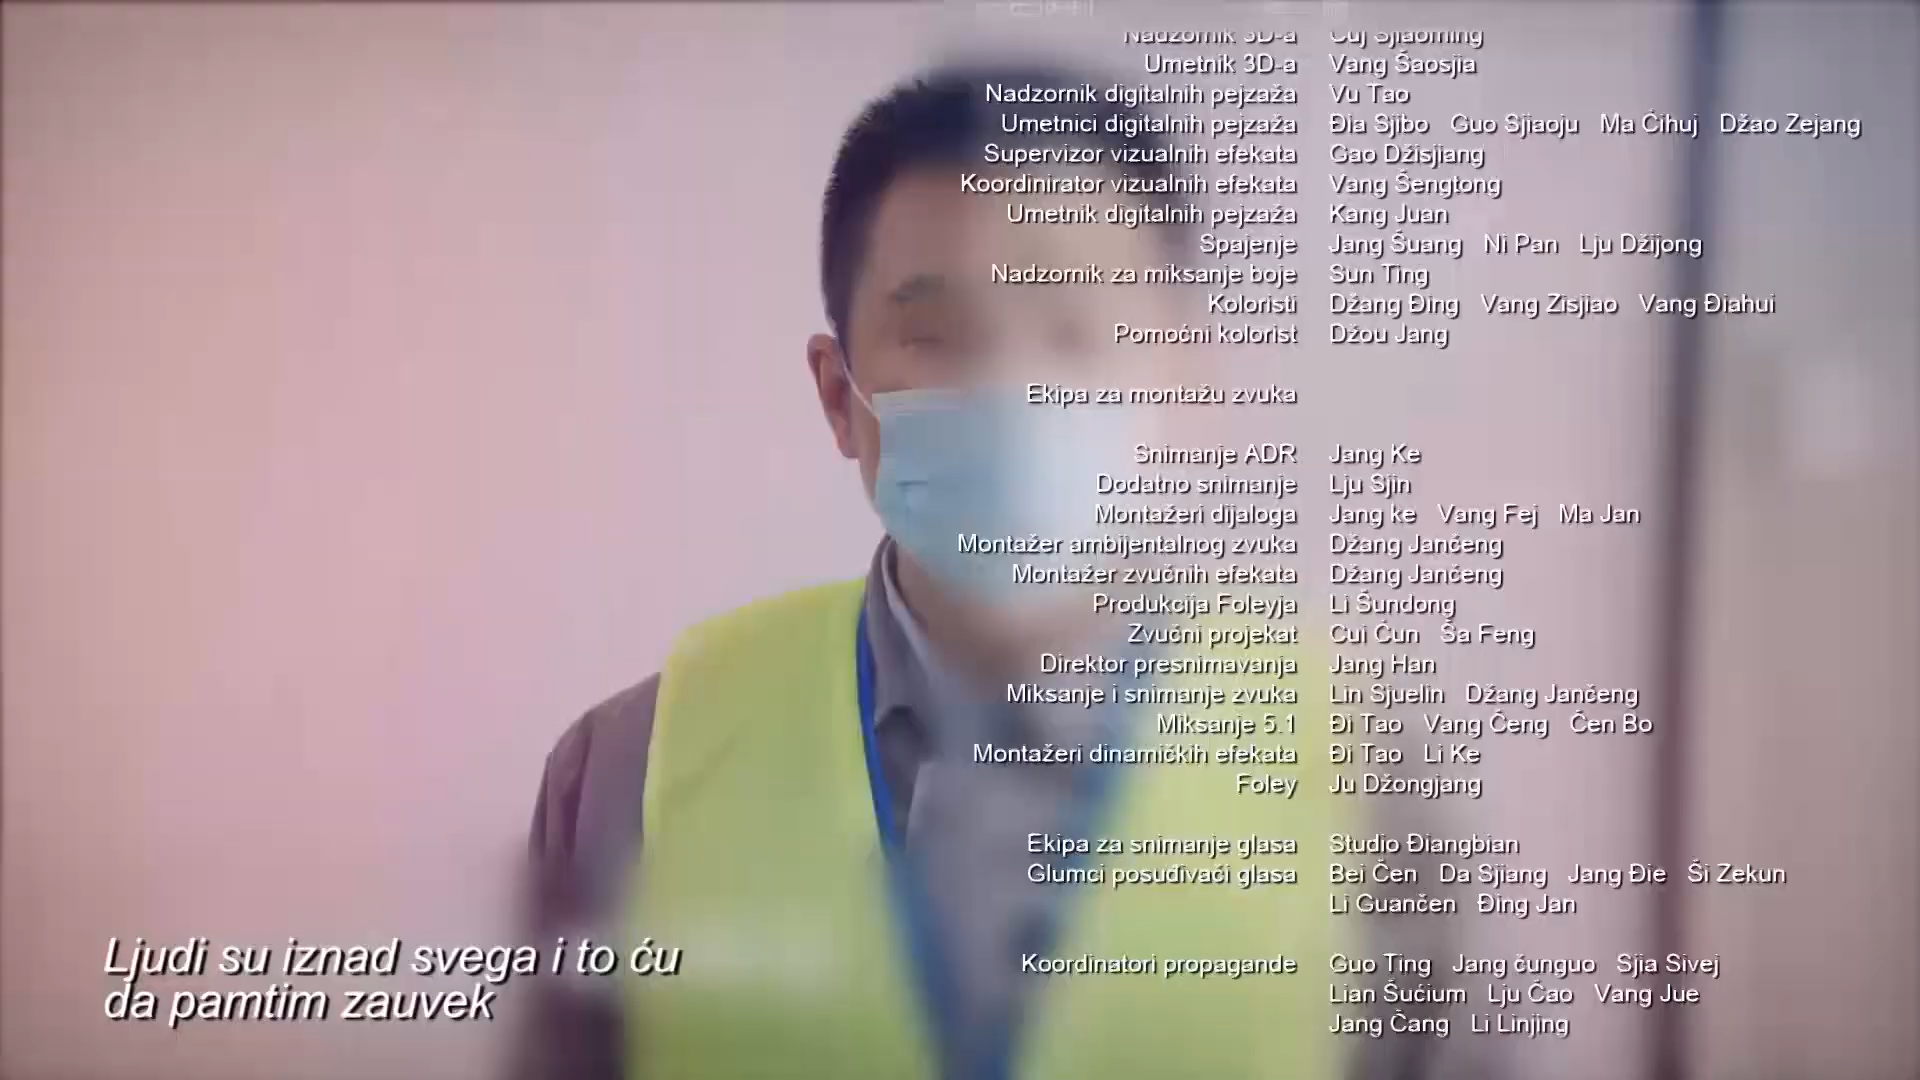 Nadzornik 3D-a Cuj Sjiaoming
Umetnik 3D-a Vang Šaosjia
Nadzornik digitalnih pejzaža Vu Tao
Umetnici digitalnih pejzaža Đia Sjibo Guo Sjiaoju Ma Ćihuj Džao Zejang
Supervizor vizualnih efekata Gao Džisjiang
Koordinirator vizualnih efekata Vang Šengtong
Umetnik digitalnih pejzaža Kang Juan
Spajenje Jang Šuang Ni Pan Lju Džijong
Nadzornik za miksanje boje Sun Ting
Koloristi Džang Đing Vang Zisjiao Vang Điahui
Pomoćni kolorist Džou Jang
Ekipa za montažu zvuka
Snimanje ADR Jang Ke
Dodatno snimanje Lju Sjin
Montažeri dijaloga Jang ke Vang Fej Ma Jan
Montažer ambijentalnog zvuka Džang Jančeng
Montažer zvučnih efekata Džang Jančeng
Produkcija Foleyja Li Šundong
Zvučni projekat Cui Ćun Ša Feng
Direktor presnimavanja Jang Han
Miksanje i snimanje zvuka Lin Sjuelin Džang Jančeng
Miksanje 5.1 Đi Tao Vang Čeng Čen Bo
Montažeri dinamičkih efekata Đi Tao Li Ke
Foley Ju Džongjang
Ekipa za snimanje glasa Studio Điangbian
Glumci posuđivači glasa Bei Čen Da Sjiang Jang Đie Ši Zekun
Li Guančen Đing Jan
Koordinatori propagande Guo Ting Jang čunguo Sjia Sivej
Lian Šućium Lju Čao Vang Jue
Jang Čang Li Linjing
Ljudi su iznad svega i to ću
da pamtim zauvek